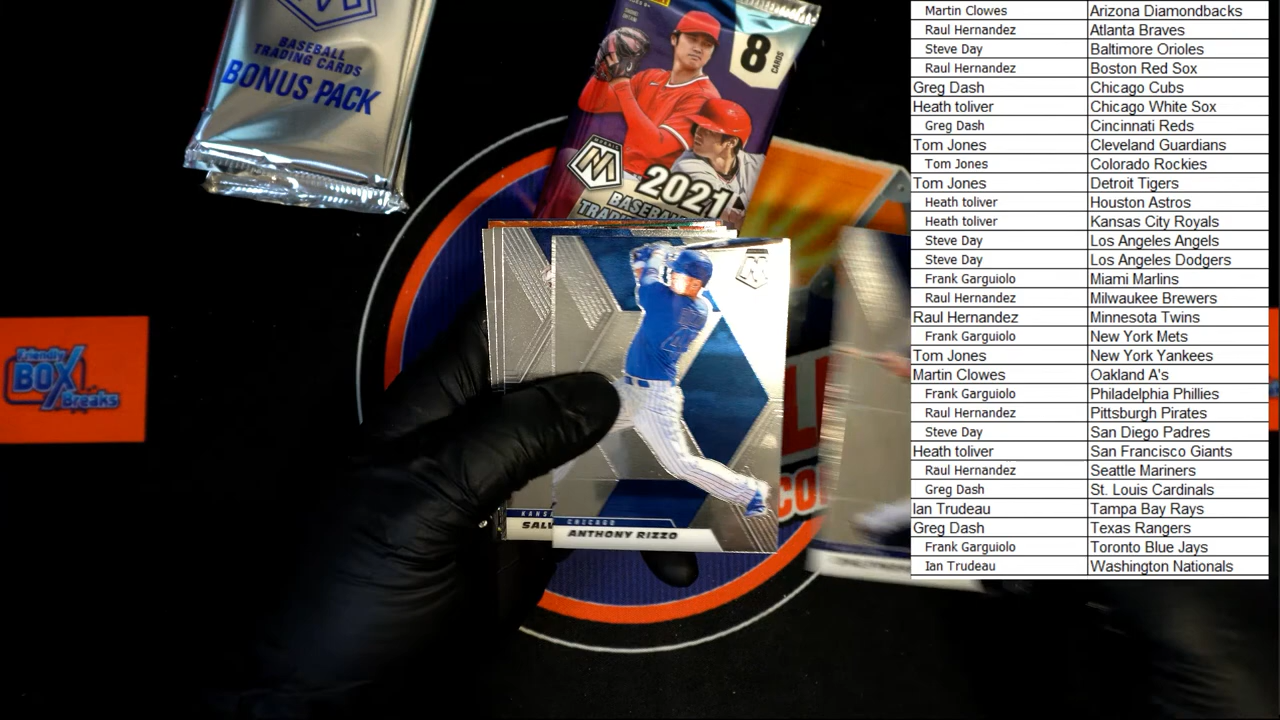 BASEBALL
TRADING CARDS
BONUS PACK
8
CARDS
M
2021
BASEBALL
Friendly
BOX
Breaks
M
KANSA
SALV
CHICAGO
ANTHONY RIZZO
Martin Clowes Arizona Diamondbacks
Raul Hernandez Atlanta Braves
Steve Day Baltimore Orioles
Raul Hernandez Boston Red Sox
Greg Dash Chicago Cubs
Heath toliver Chicago White Sox
Greg Dash Cincinnati Reds
Tom Jones Cleveland Guardians
Tom Jones Colorado Rockies
Tom Jones Detroit Tigers
Heath toliver Houston Astros
Heath toliver Kansas City Royals
Steve Day Los Angeles Angels
Steve Day Los Angeles Dodgers
Frank Garguiolo Miami Marlins
Raul Hernandez Milwaukee Brewers
Raul Hernandez Minnesota Twins
Frank Garguiolo New York Mets
Tom Jones New York Yankees
Martin Clowes Oakland A's
Frank Garguiolo Philadelphia Phillies
Raul Hernandez Pittsburgh Pirates
Steve Day San Diego Padres
Heath toliver San Francisco Giants
Raul Hernandez Seattle Mariners
Greg Dash St. Louis Cardinals
Ian Trudeau Tampa Bay Rays
Greg Dash Texas Rangers
Frank Garguiolo Toronto Blue Jays
Ian Trudeau Washington Nationals